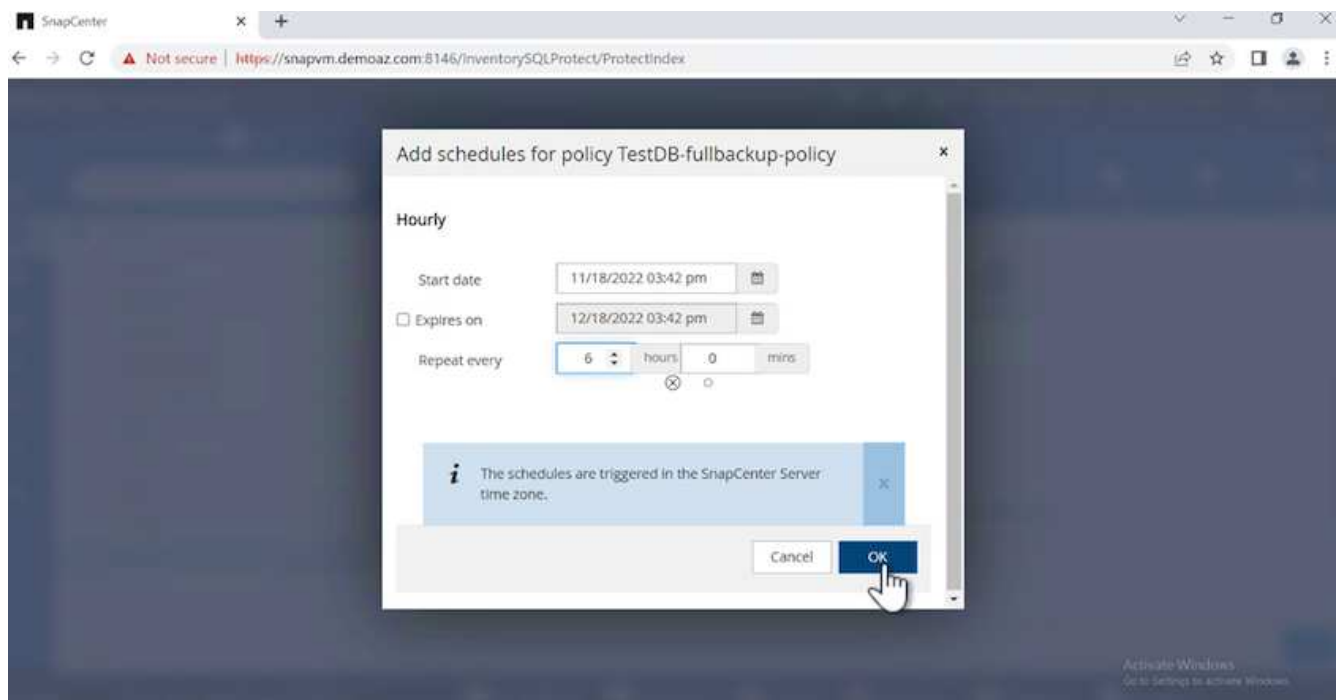 SnapCenter
Not secure | https://snapvm.demoaz.com:8146/InventorySQLProtect/ProtectIndex
Add schedules for policy TestDB-fullbackup-policy
Hourly
Start date 11/18/2022 03:42 pm
Expires on 12/18/2022 03:42 pm
Repeat every 6 hours 0 mins
i The schedules are triggered in the SnapCenter Server
time zone.
Cancel OK
Activate Windows
Go to Settings to activate Windows.